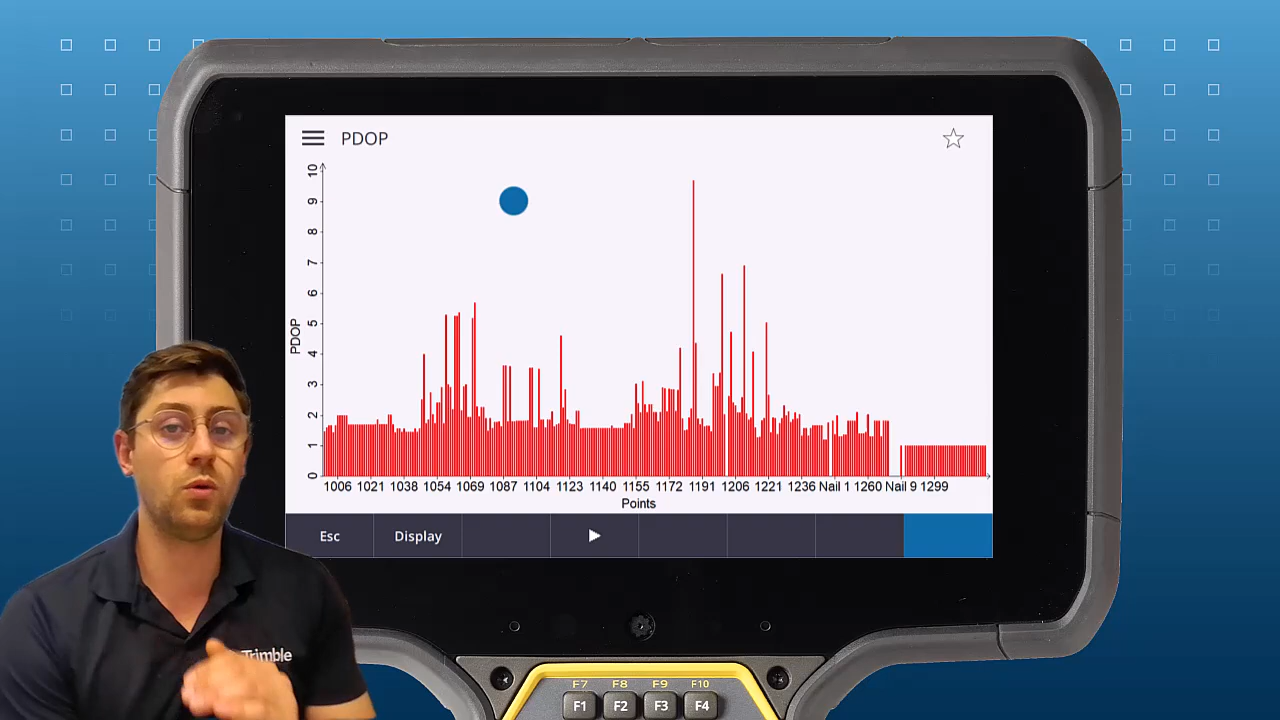 PDOP
10
9
8
7
6
5
4
3
2
1
0
PDOP
1006 1021 1038 1054 1069 1087 1104 1123 1140 1155 1172 1191 1206 1221 1236 Nail 1 1260 Nail 9 1299
Points
Esc Display
Trimble
F7 F8 F9 F10
F1 F2 F3 F4